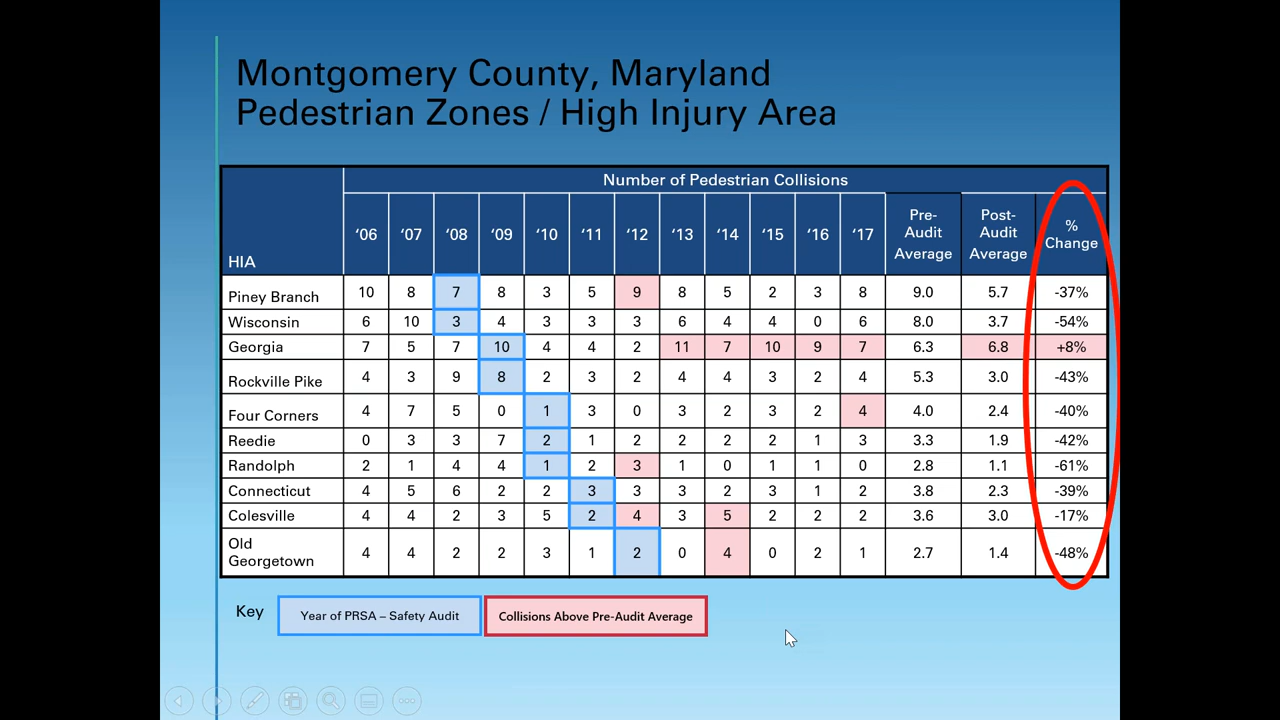 Montgomery County, Maryland
Pedestrian Zones / High Injury Area
Number of Pedestrian Collisions
HIA ‘06 ‘07 ‘08 ‘09 ‘10 ‘11 ‘12 ‘13 ‘14 ‘15 ‘16 ‘17 Pre-Audit Average Post-Audit Average % Change
Piney Branch 10 8 7 8 3 5 9 8 5 2 3 8 9.0 5.7 -37%
Wisconsin 6 10 3 4 3 3 3 6 4 4 0 6 8.0 3.7 -54%
Georgia 7 5 7 10 4 4 2 11 7 10 9 7 6.3 6.8 +8%
Rockville Pike 4 3 9 8 2 3 2 4 4 3 2 4 5.3 3.0 -43%
Four Corners 4 7 5 0 1 3 0 3 2 3 2 4 4.0 2.4 -40%
Reedie 0 3 3 7 2 1 2 2 2 2 1 3 3.3 1.9 -42%
Randolph 2 1 4 4 1 2 3 1 0 1 1 0 2.8 1.1 -61%
Connecticut 4 5 6 2 2 3 3 3 2 3 1 2 3.8 2.3 -39%
Colesville 4 4 2 3 5 2 4 3 5 2 2 2 3.6 3.0 -17%
Old Georgetown 4 4 2 2 3 1 2 0 4 0 2 1 2.7 1.4 -48%
Key Year of PRSA – Safety Audit Collisions Above Pre-Audit Average